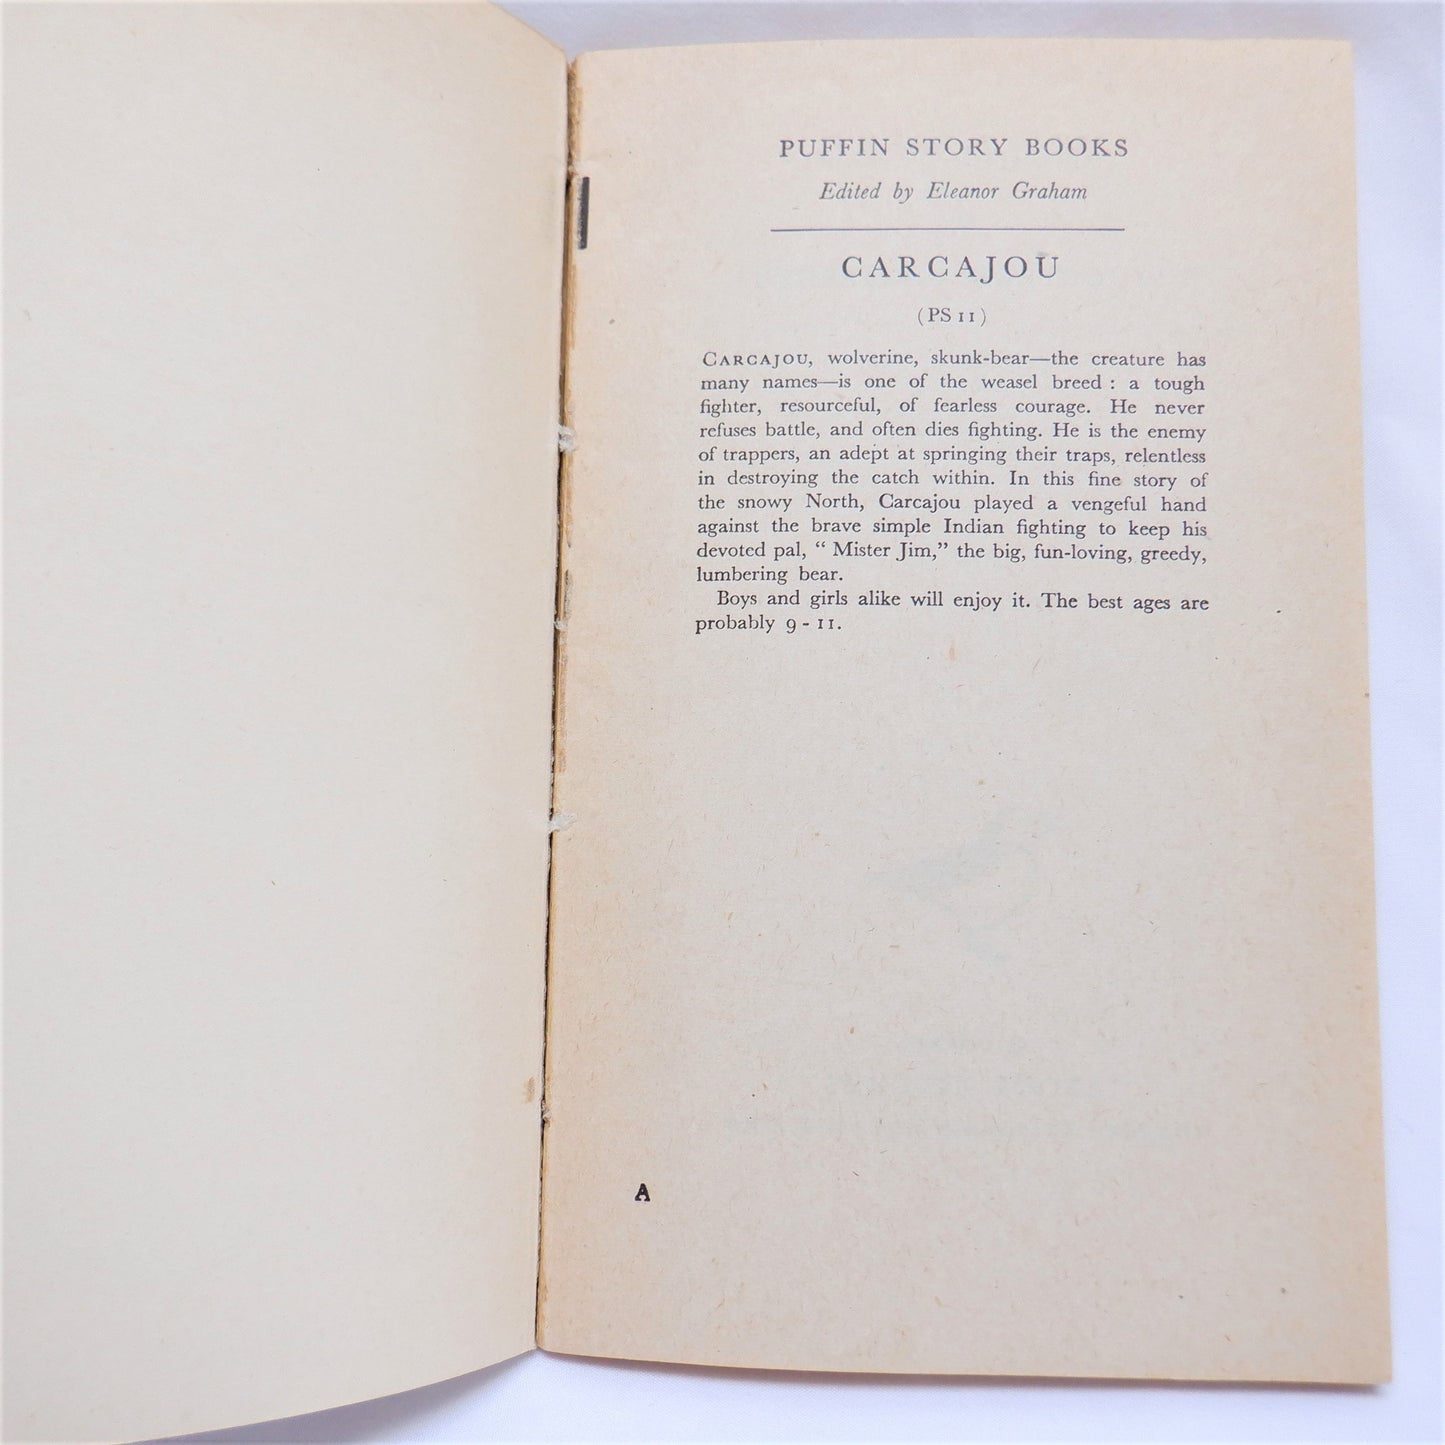 PUFFIN STORY BOOKS
Edited by Eleanor Graham
CARCAJOU
(PS 11)
CARCAJOU, wolverine, skunk-bear—the creature has
many names—is one of the weasel breed : a tough
fighter, resourceful, of fearless courage. He never
refuses battle, and often dies fighting. He is the enemy
of trappers, an adept at springing their traps, relentless
in destroying the catch within. In this fine story of
the snowy North, Carcajou played a vengeful hand
against the brave simple Indian fighting to keep his
devoted pal, “ Mister Jim,” the big, fun-loving, greedy,
lumbering bear.
Boys and girls alike will enjoy it. The best ages are
probably 9 - 11.
A